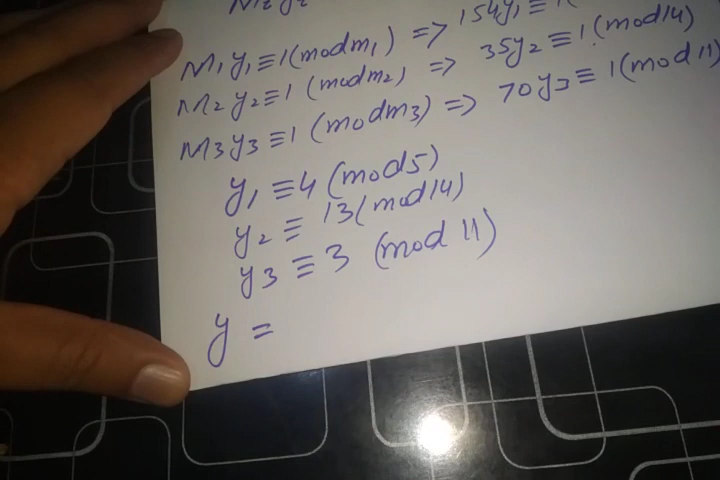 M₁y₁≡1(modm₁) => 154y₁≡1(
M₂y₂≡1 (modm₂) => 35y₂≡1(mod14)
M₃y₃≡1 (modm₃) => 70y₃≡1(mod11)
y₁≡4(mod5)
y₂≡13(mod14)
y₃≡3 (mod 11)
y=